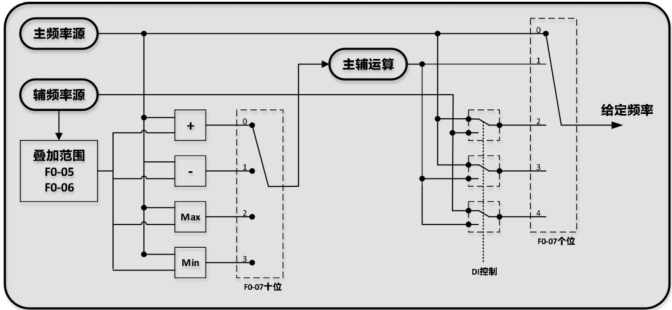 主频率源
辅频率源
叠加范围
F0-05
F0-06
+
-
Max
Min
0
1
2
3
F0-07十位
主辅运算
DI控制
0
1
2
3
4
F0-07个位
给定频率